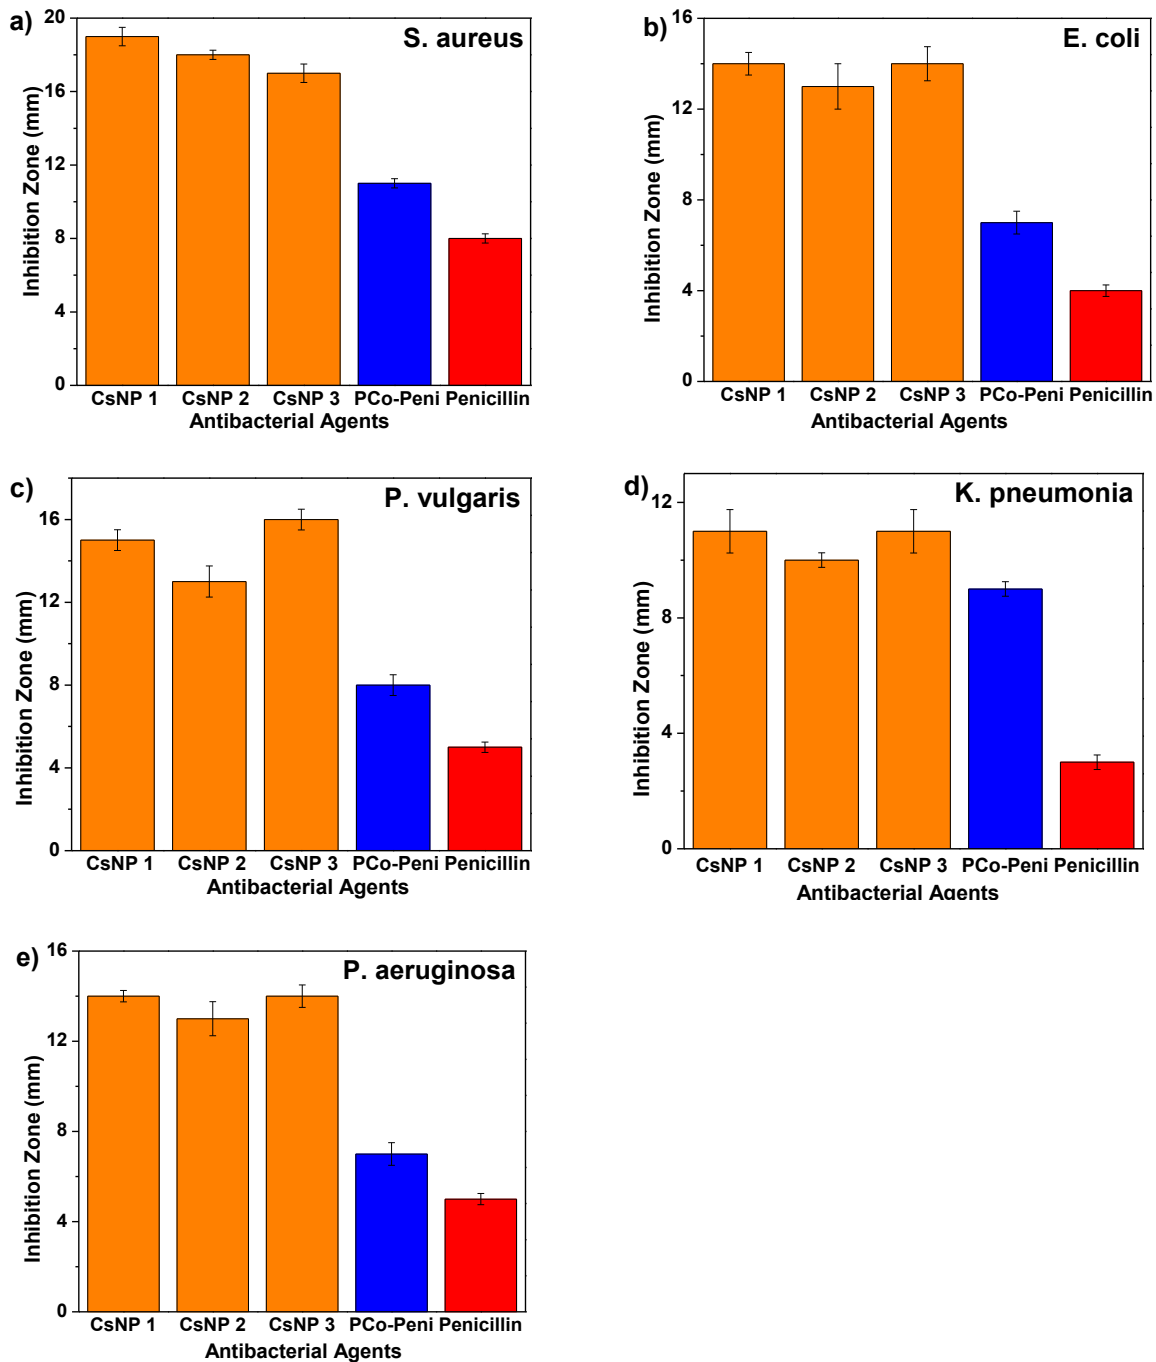 a)
S. aureus
20
16
12
8
4
0
Inhibition Zone (mm)
CsNP 1 CsNP 2 CsNP 3 PCo-Peni Penicillin
Antibacterial Agents
b)
E. coli
16
12
8
4
0
Inhibition Zone (mm)
CsNP 1 CsNP 2 CsNP 3 PCo-Peni Penicillin
Antibacterial Agents
c)
P. vulgaris
16
12
8
4
0
Inhibition Zone (mm)
CsNP 1 CsNP 2 CsNP 3 PCo-Peni Penicillin
Antibacterial Agents
d)
K. pneumonia
12
8
4
0
Inhibition Zone (mm)
CsNP 1 CsNP 2 CsNP 3 PCo-Peni Penicillin
Antibacterial Agents
e)
P. aeruginosa
16
12
8
4
0
Inhibition Zone (mm)
CsNP 1 CsNP 2 CsNP 3 PCo-Peni Penicillin
Antibacterial Agents